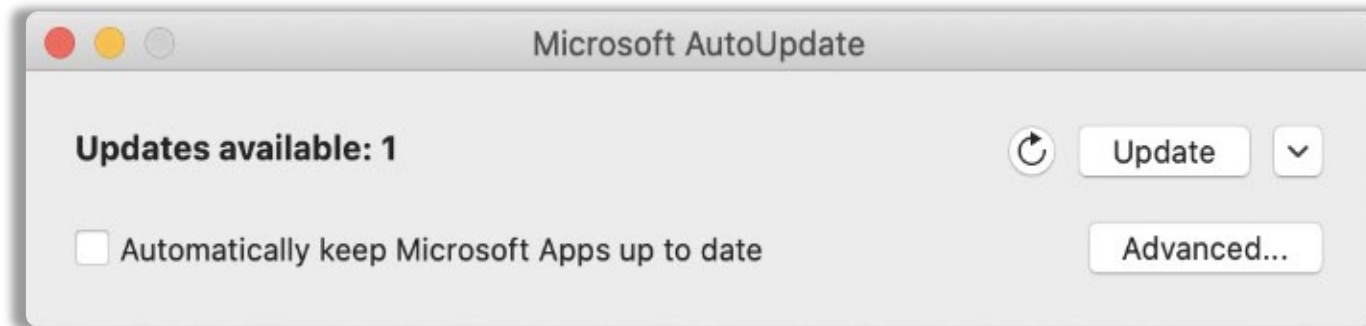 Microsoft AutoUpdate
Updates available: 1
Update
Automatically keep Microsoft Apps up to date
Advanced...